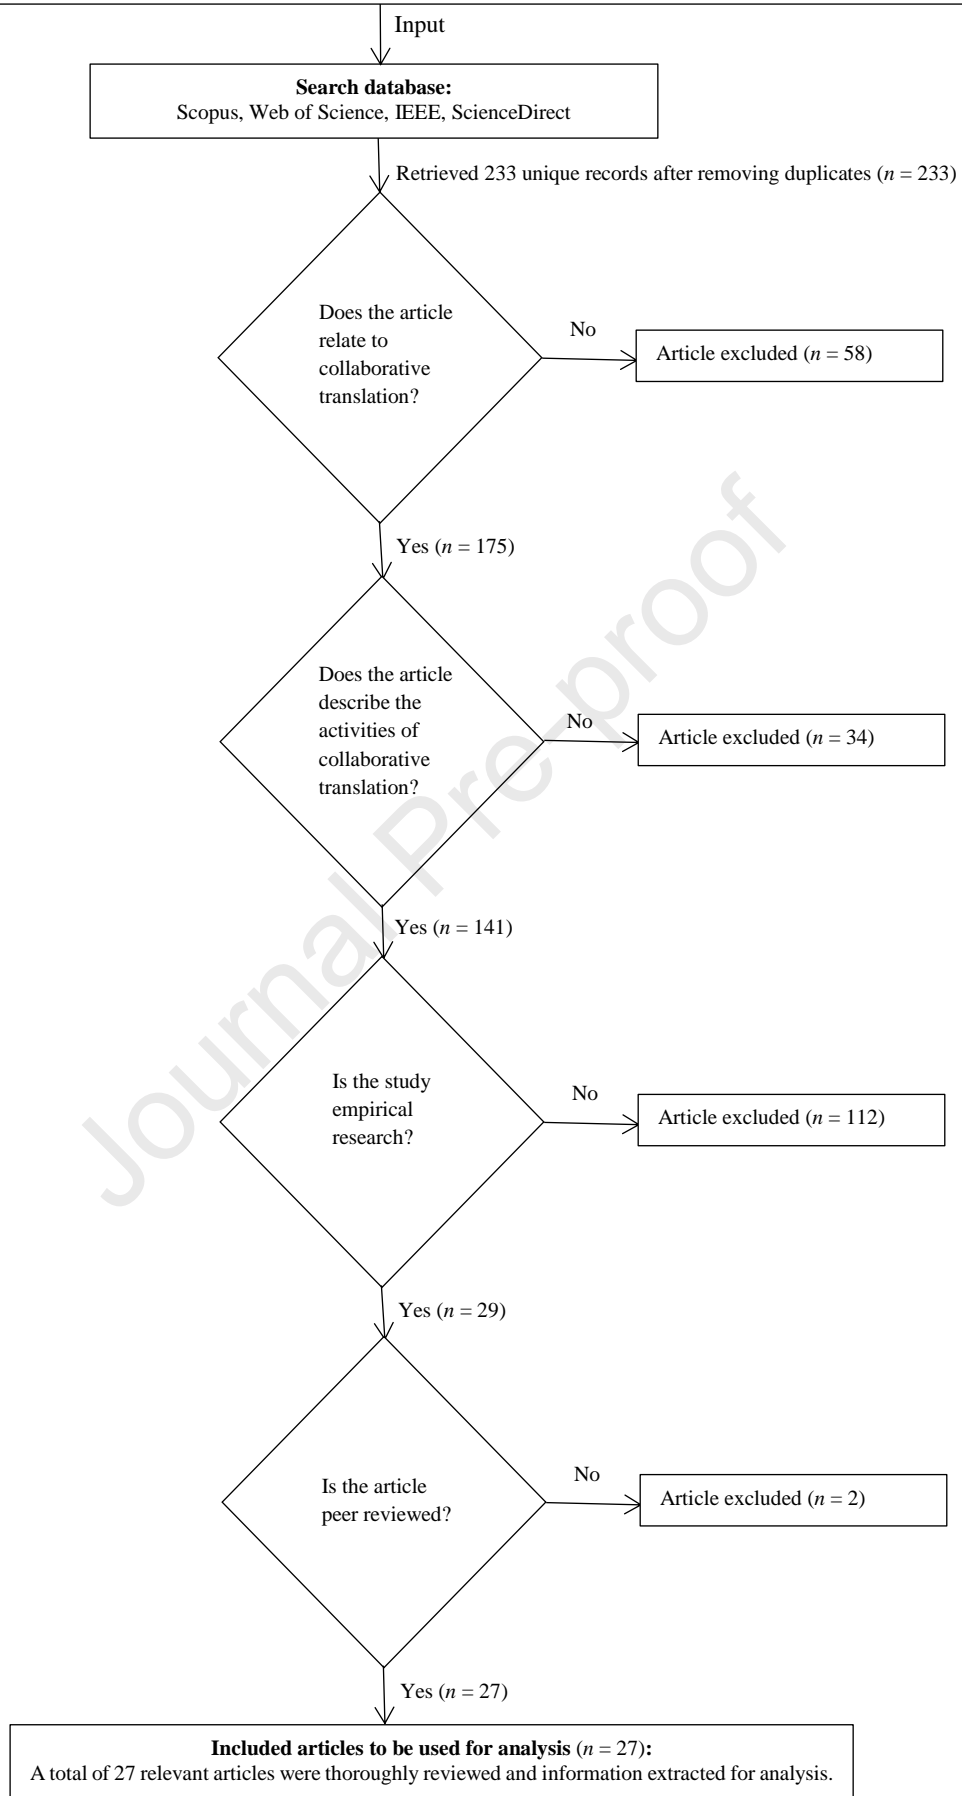 Input
Search database:
Scopus, Web of Science, IEEE, ScienceDirect
Retrieved 233 unique records after removing duplicates (n = 233)
Does the article
relate to
collaborative
translation?
No
Article excluded (n = 58)
Yes (n = 175)
Does the article
describe the
activities of
collaborative
translation?
No
Article excluded (n = 34)
Yes (n = 141)
Is the study
empirical
research?
No
Article excluded (n = 112)
Yes (n = 29)
Is the article
peer reviewed?
No
Article excluded (n = 2)
Yes (n = 27)
Included articles to be used for analysis (n = 27):
A total of 27 relevant articles were thoroughly reviewed and information extracted for analysis.
Journal Pre-proof